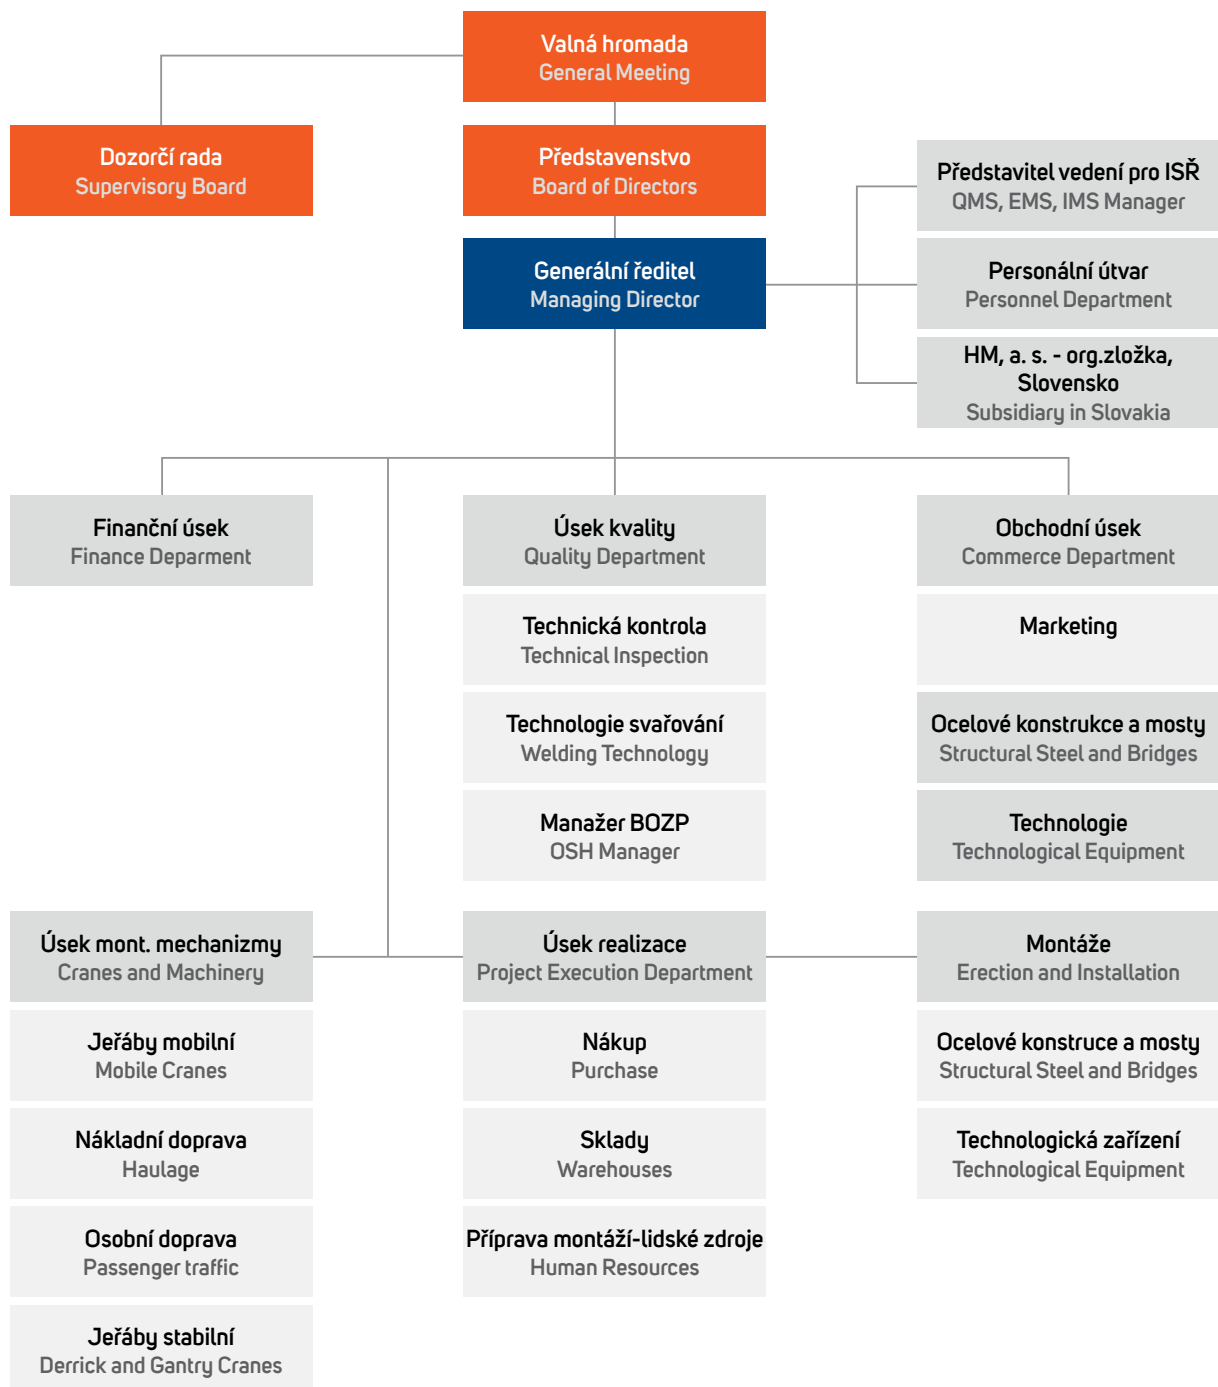 Valná hromada
General Meeting
Dozorčí rada
Supervisory Board
Představenstvo
Board of Directors
Představitel vedení pro ISŘ
QMS, EMS, IMS Manager
Generální ředitel
Managing Director
Personální útvar
Personnel Department
HM, a. s. - org.zložka,
Slovensko
Subsidiary in Slovakia
Finanční úsek
Finance Deparment
Úsek kvality
Quality Department
Obchodní úsek
Commerce Department
Technická kontrola
Technical Inspection
Marketing
Technologie svařování
Welding Technology
Ocelové konstrukce a mosty
Structural Steel and Bridges
Manažer BOZP
OSH Manager
Technologie
Technological Equipment
Úsek mont. mechanizmy
Cranes and Machinery
Úsek realizace
Project Execution Department
Montáže
Erection and Installation
Jeřáby mobilní
Mobile Cranes
Nákup
Purchase
Ocelové konstruce a mosty
Structural Steel and Bridges
Nákladní doprava
Haulage
Sklady
Warehouses
Technologická zařízení
Technological Equipment
Osobní doprava
Passenger traffic
Příprava montáží-lidské zdroje
Human Resources
Jeřáby stabilní
Derrick and Gantry Cranes